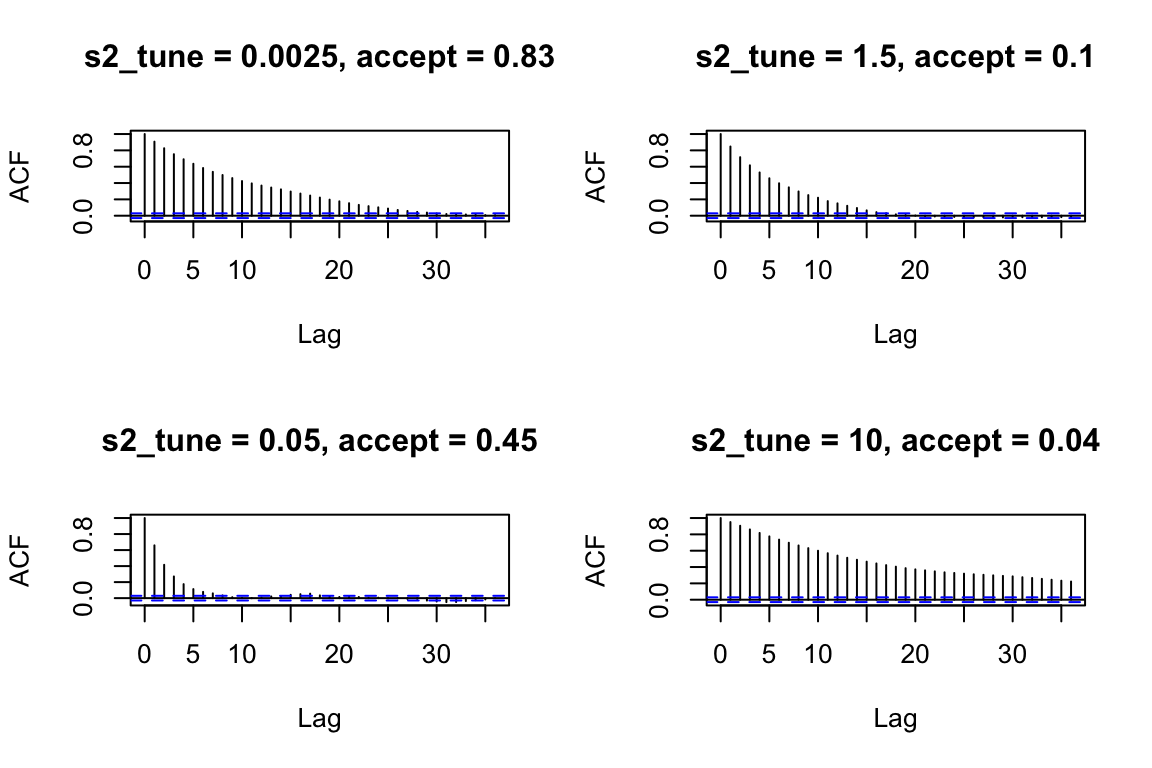 s2_tune = 0.0025, accept = 0.83
ACF
0.0 0.8
0 5 10 20 30
Lag
s2_tune = 1.5, accept = 0.1
ACF
0.0 0.8
0 5 10 20 30
Lag
s2_tune = 0.05, accept = 0.45
ACF
0.0 0.8
0 5 10 20 30
Lag
s2_tune = 10, accept = 0.04
ACF
0.0 0.8
0 5 10 20 30
Lag